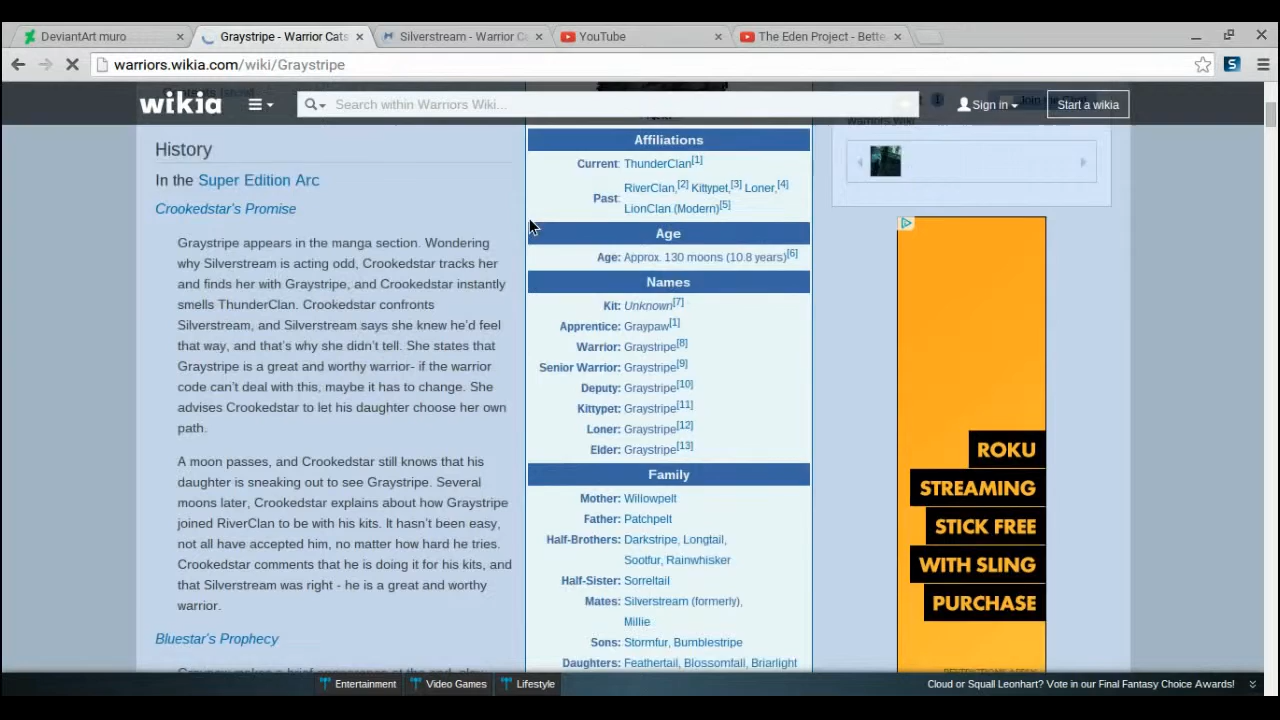 DeviantArt muro
Graystripe - Warrior Cats
Silverstream - Warrior C
YouTube
The Eden Project - Bette
warriors.wikia.com/wiki/Graystripe
wikia
Search within Warriors Wiki...
Sign in
Start a wikia
History
In the Super Edition Arc
Crookedstar's Promise
Graystripe appears in the manga section. Wondering
why Silverstream is acting odd, Crookedstar tracks her
and finds her with Graystripe, and Crookedstar instantly
smells ThunderClan. Crookedstar confronts
Silverstream, and Silverstream says she knew he'd feel
that way, and that's why she didn't tell. She states that
Graystripe is a great and worthy warrior- if the warrior
code can't deal with this, maybe it has to change. She
advises Crookedstar to let his daughter choose her own
path.
A moon passes, and Crookedstar still knows that his
daughter is sneaking out to see Graystripe. Several
moons later, Crookedstar explains about how Graystripe
joined RiverClan to be with his kits. It hasn't been easy,
not all have accepted him, no matter how hard he tries.
Crookedstar comments that he is doing it for his kits, and
that Silverstream was right - he is a great and worthy
warrior.
Bluestar's Prophecy
Affiliations
Current: ThunderClan[1]
Past: RiverClan,[2] Kittypet,[3] Loner,[4]
LionClan (Modern)[5]
Age
Age: Approx. 130 moons (10.8 years)[6]
Names
Kit: Unknown[7]
Apprentice: Graypaw[1]
Warrior: Graystripe[8]
Senior Warrior: Graystripe[9]
Deputy: Graystripe[10]
Kittypet: Graystripe[11]
Loner: Graystripe[12]
Elder: Graystripe[13]
Family
Mother: Willowpelt
Father: Patchpelt
Half-Brothers: Darkstripe, Longtail,
Sootfur, Rainwhisker
Half-Sister: Sorreltail
Mates: Silverstream (formerly),
Millie
Sons: Stormfur, Bumblestripe
Daughters: Feathertail, Blossomfall, Briarlight
ROKU
STREAMING
STICK FREE
WITH SLING
PURCHASE
Entertainment
Video Games
Lifestyle
Cloud or Squall Leonhart? Vote in our Final Fantasy Choice Awards!